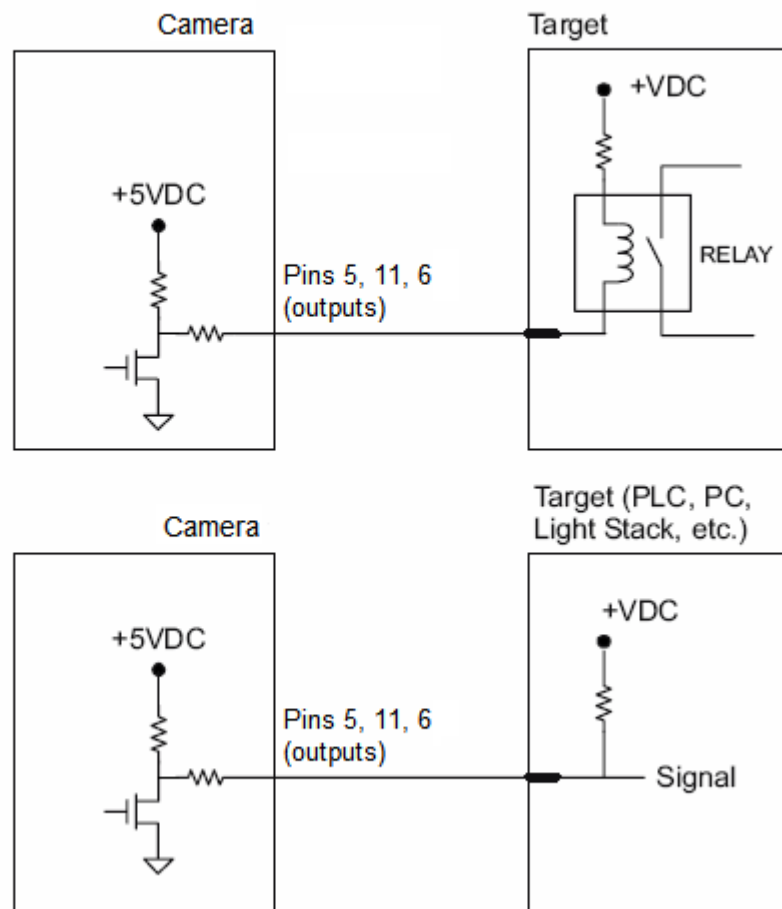 Camera
Target
+VDC
+5VDC
RELAY
Pins 5, 11, 6
(outputs)
Target (PLC, PC,
Light Stack, etc.)
Camera
+VDC
+5VDC
Pins 5, 11, 6
(outputs)
Signal